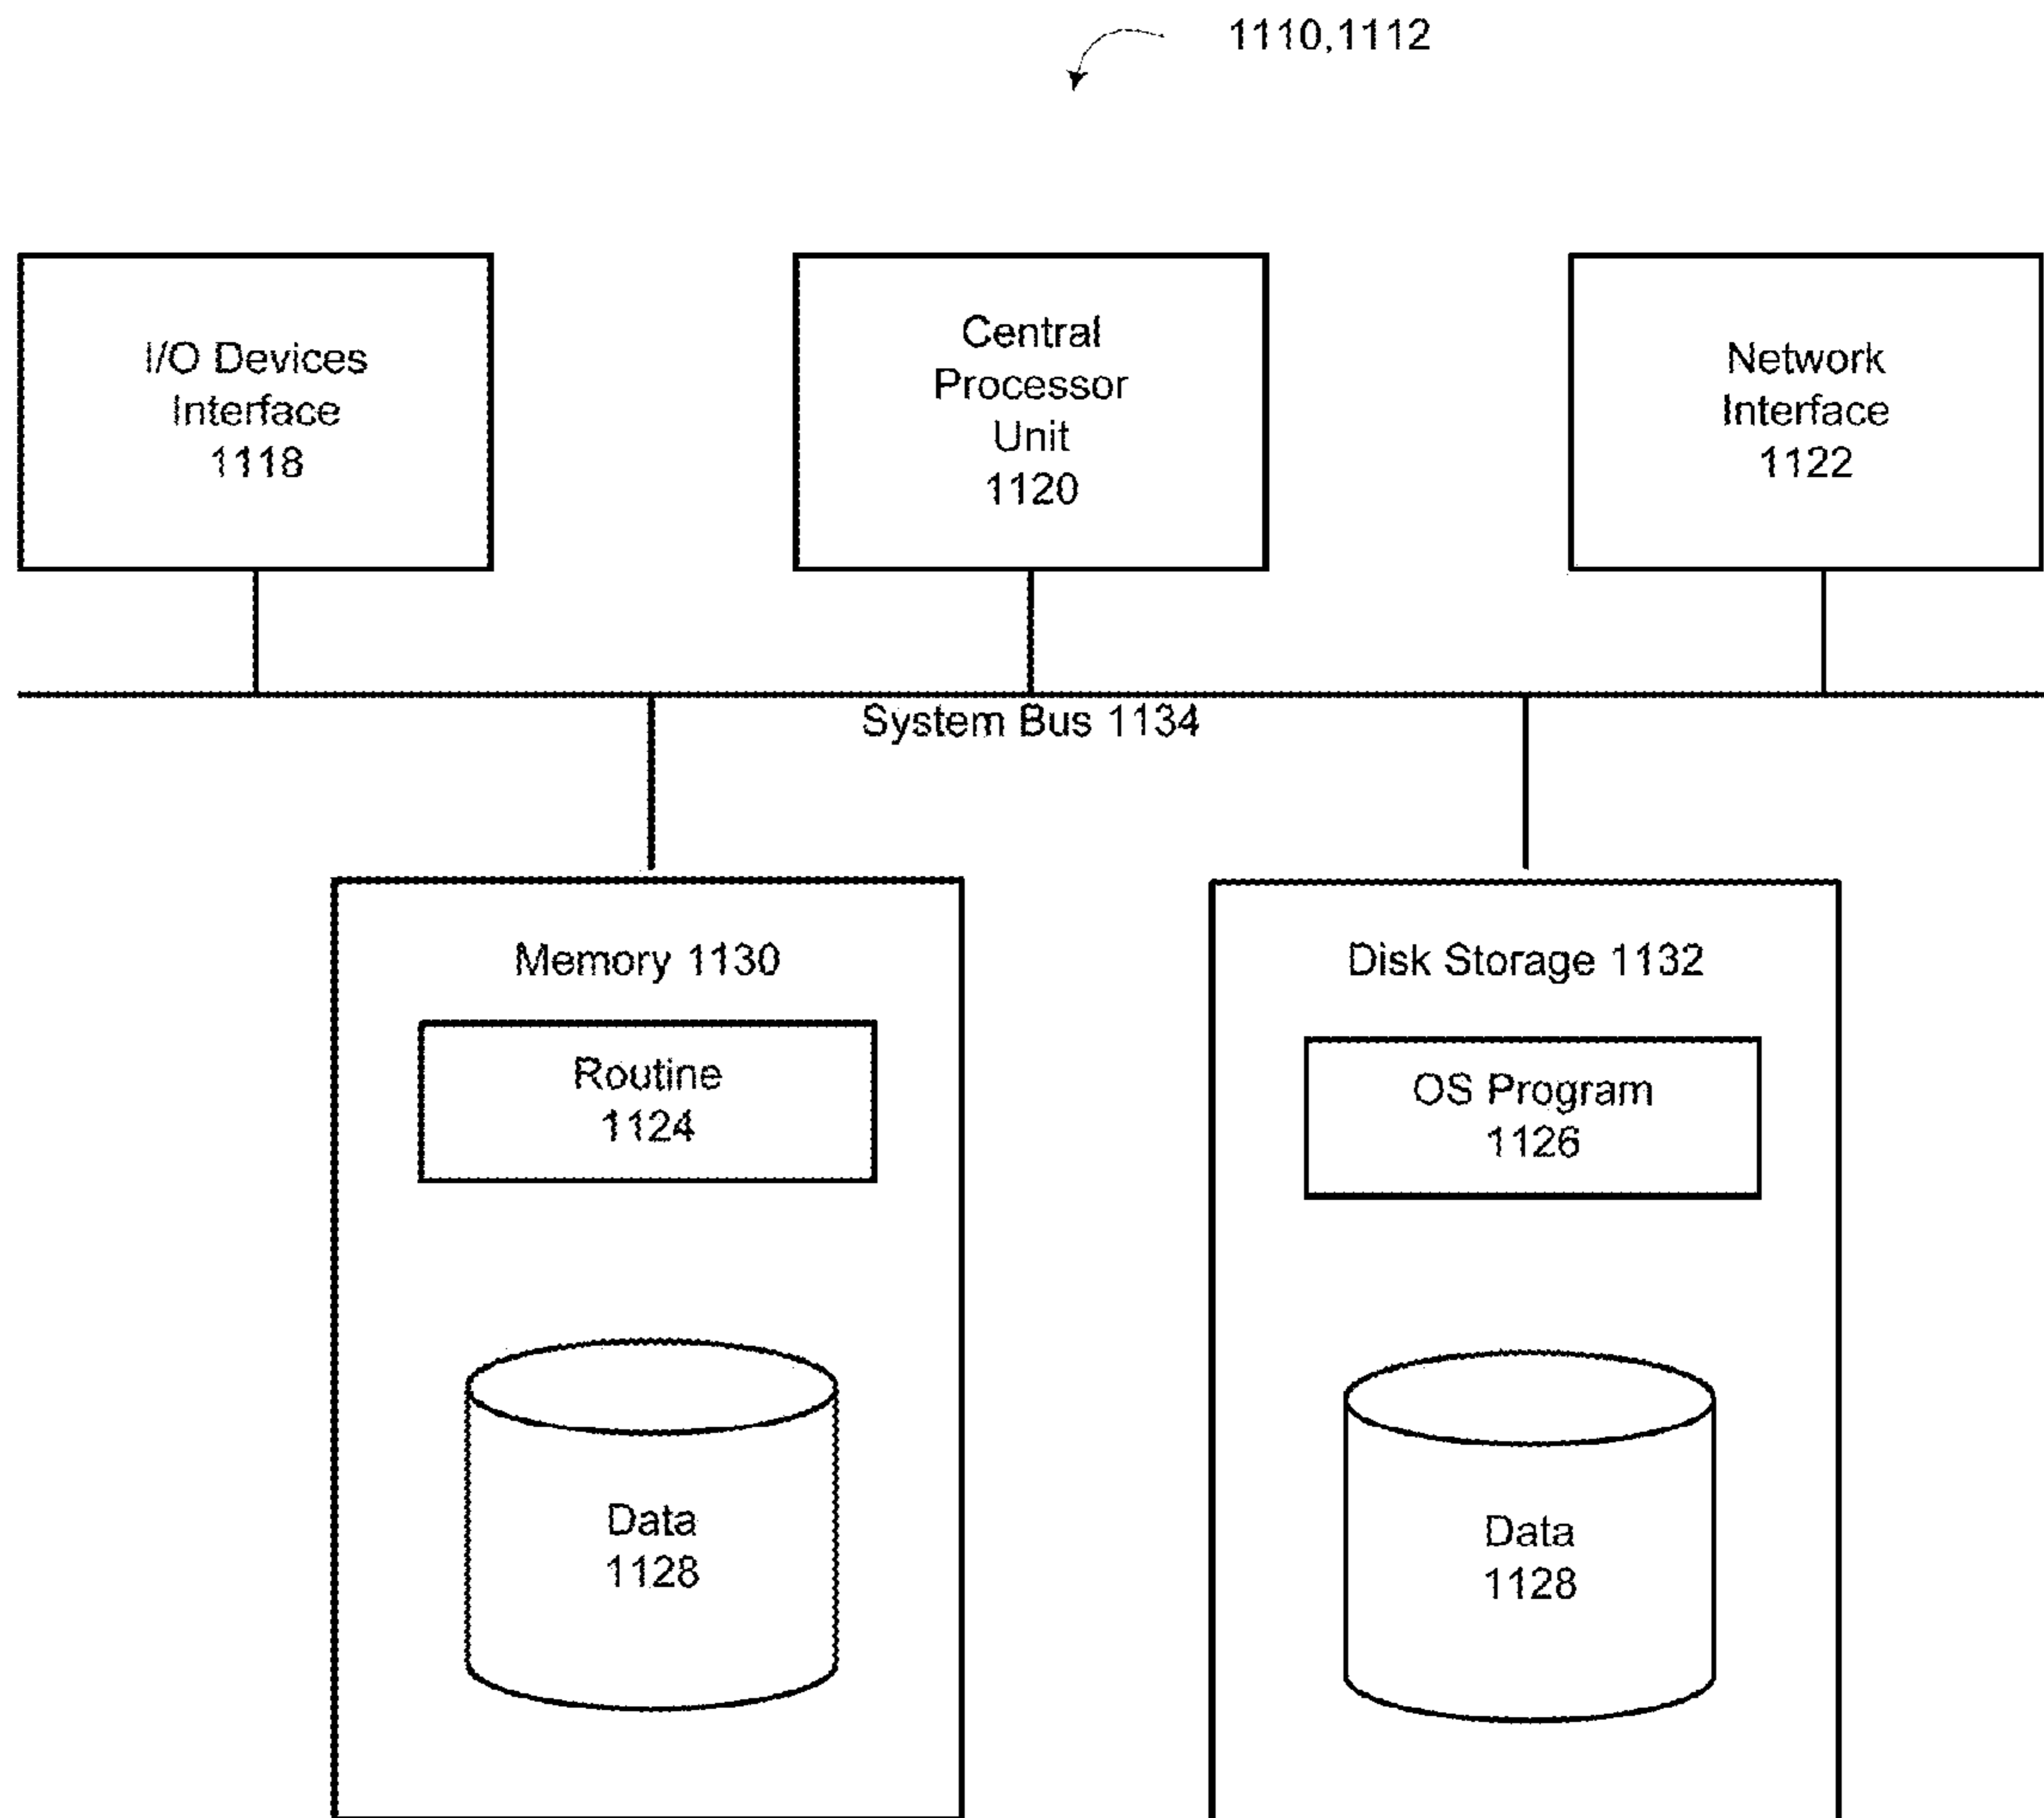 1110,1112
I/O Devices
Interface
1118
Central
Processor
Unit
1120
Network
Interface
1122
System Bus 1134
Memory 1130
Routine
1124
Data
1128
Disk Storage 1132
OS Program
1126
Data
1128